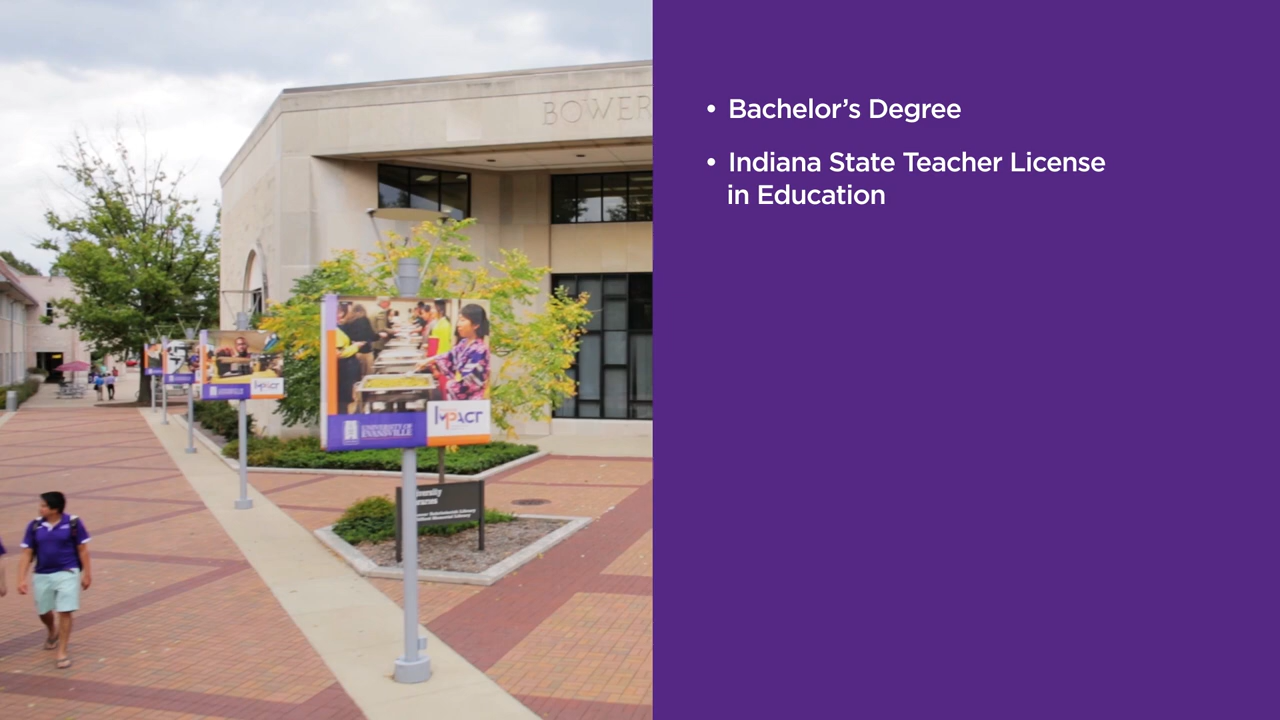 BOWER
• Bachelor’s Degree
• Indiana State Teacher License
in Education
UNIVERSITY OF
EVANSVILLE
IMPACT
IMPACT